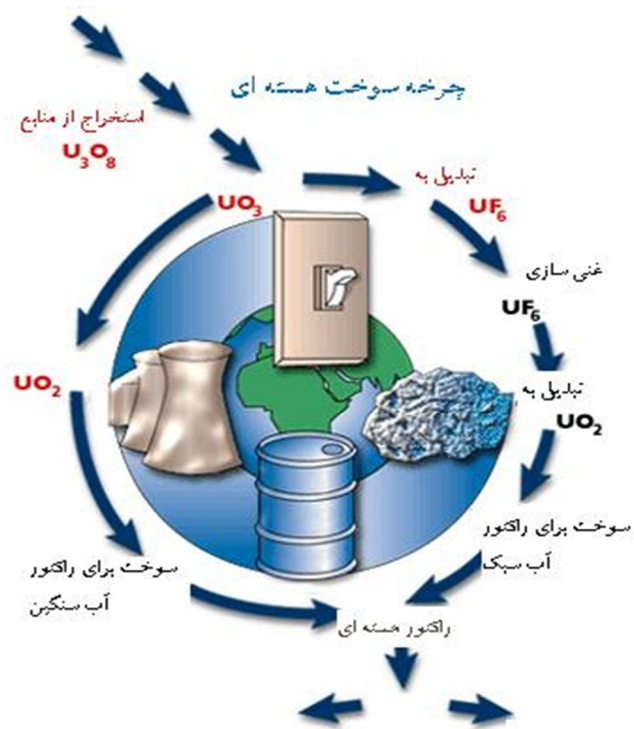 چرخه سوخت هسته ای
استخراج از منابع
U3O8
تبدیل به
UF6
UO3
غنی سازی
UF6
UO2
تبدیل به
UO2
سوخت برای راکتور
آب سبک
سوخت برای راکتور
آب سنگین
راکتور هسته ای